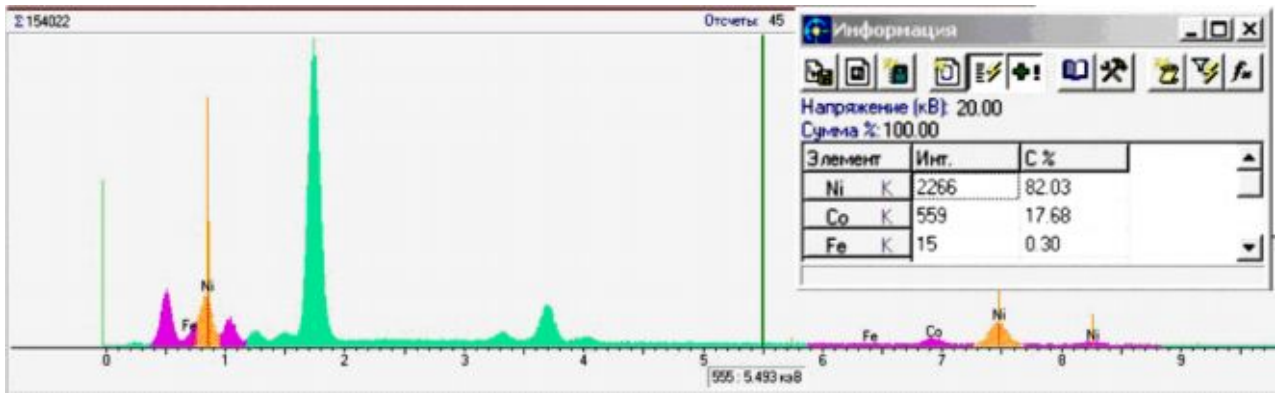 Σ 154022 Отсчеты: 45
Информация
Напряжение (кВ): 20.00
Сумма %: 100.00
Элемент Инт. C %
Ni K 2266 82.03
Co K 559 17.68
Fe K 15 0.30
Ni
Fe
Fe Co Ni Ni
0 1 2 3 4 5 6 7 8 9
555 : 5.493 кэВ